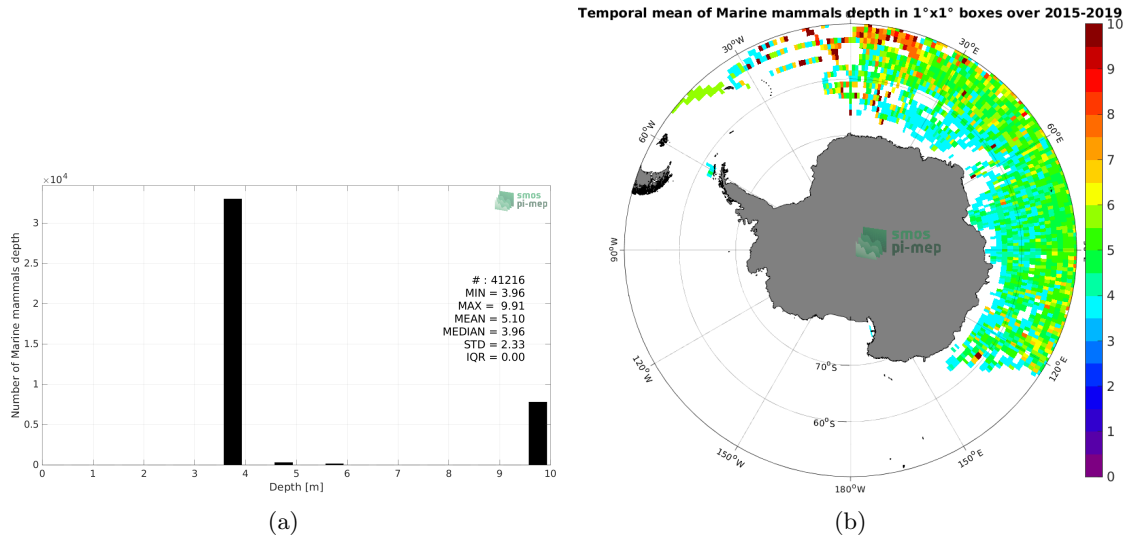 Temporal mean of Marine mammals depth in 1°x1° boxes over 2015-2019
×10⁴
3
2.5
2
1.5
1
0.5
0
0
1
2
3
4
5
6
7
8
9
10
Number of Marine mammals depth
Depth [m]
smos
pi-mep
# : 41216
MIN = 3.96
MAX = 9.91
MEAN = 5.10
MEDIAN = 3.96
STD = 2.33
IQR = 0.00
(a)
30°W
30°E
60°W
60°E
90°W
120°W
120°E
150°W
150°E
180°W
70°S
60°S
smos
pi-mep
10
9
8
7
6
5
4
3
2
1
0
(b)